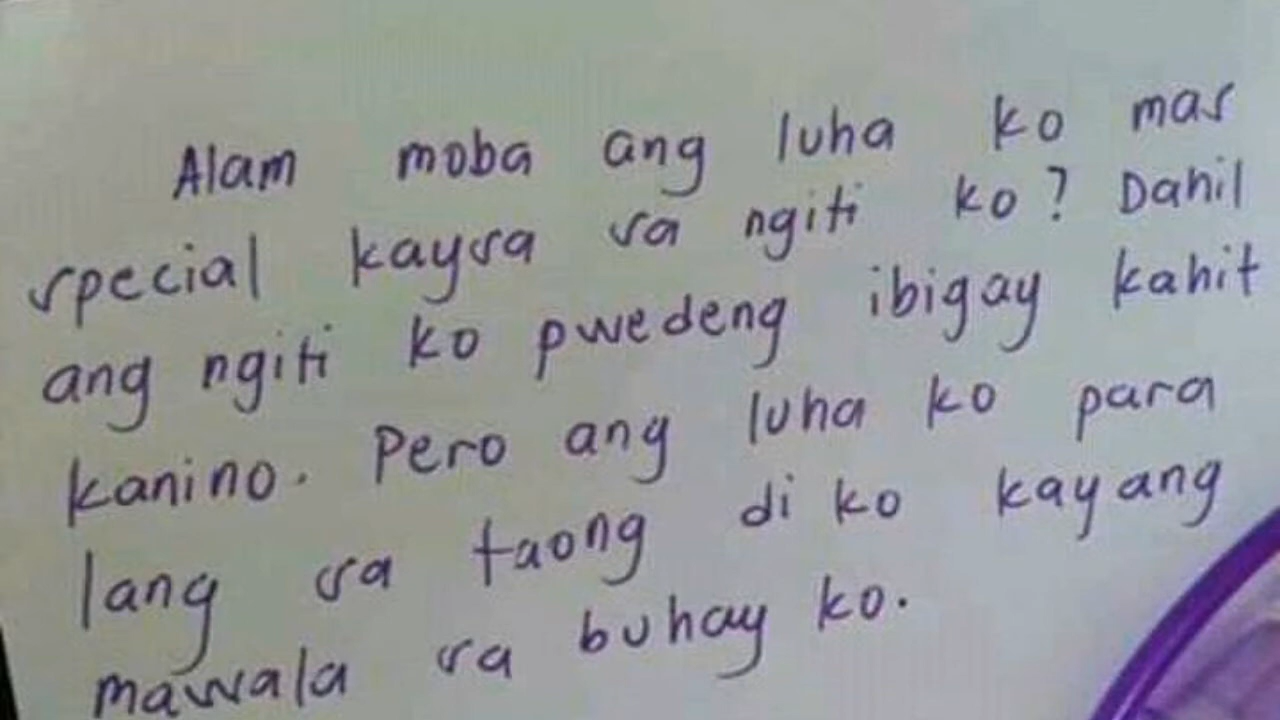 Alam moba ang luha ko mas
special kaysa sa ngiti ko? Dahil
ang ngiti ko pwedeng ibigay kahit
kanino. Pero ang luha ko para
lang sa taong di ko kayang
mawala sa buhay ko.